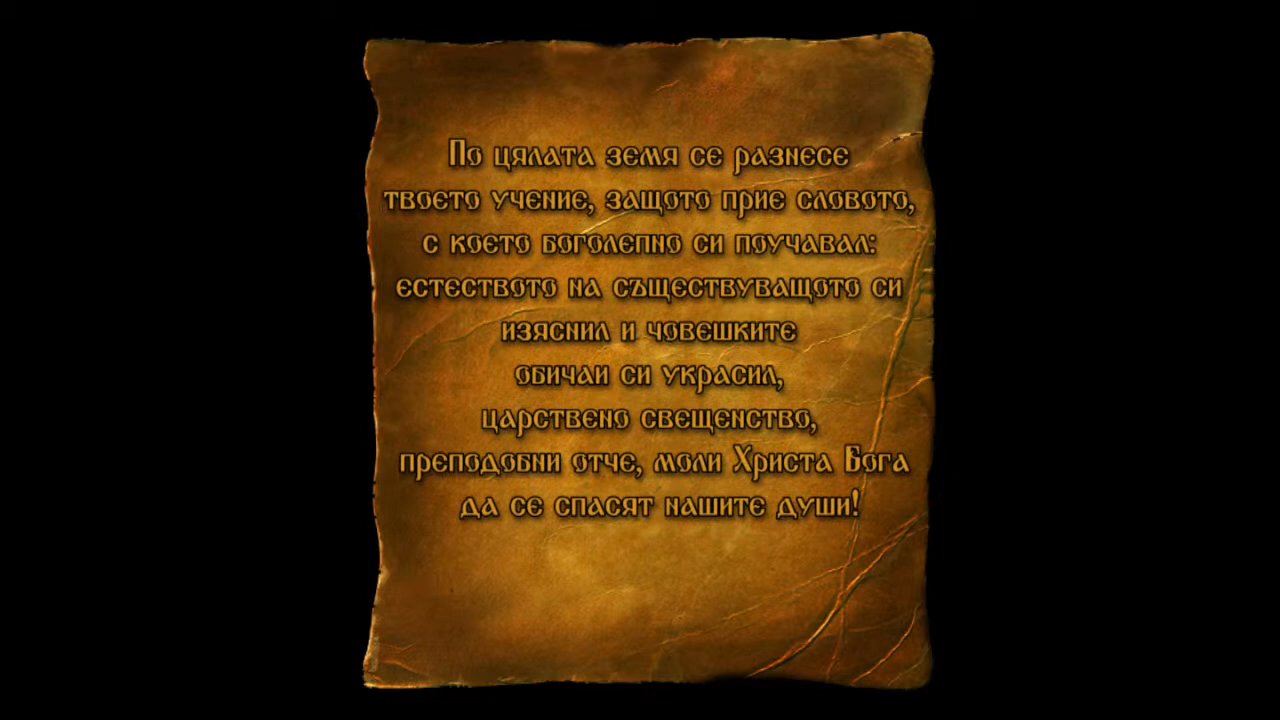 По цялата земя се разнесе
твоето учение, защото прие словото,
с което боголепно си поучавал:
естеството на съществуващото си
изяснил и човешките
обичаи си украсил,
царствено свещенство,
преподобни отче, моли Христа Бога
да се спасят нашите души!